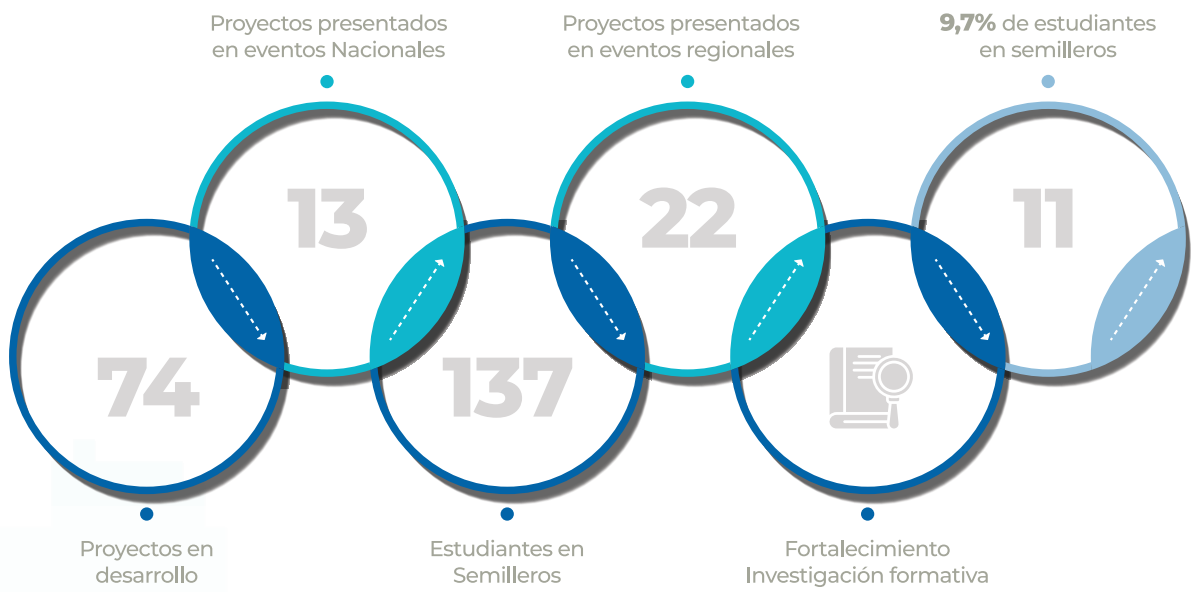 Proyectos presentados
en eventos Nacionales
Proyectos presentados
en eventos regionales
9,7% de estudiantes
en semilleros
13
22
11
74
137
Proyectos en
desarrollo
Estudiantes en
Semilleros
Fortalecimiento
Investigación formativa